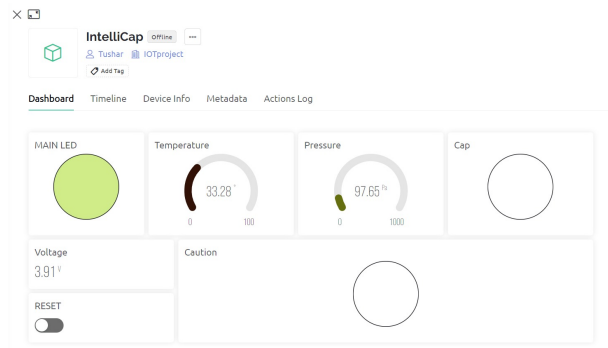 IntelliCap Offline ...
Tushar IOTproject
Add Tag
Dashboard Timeline Device Info Metadata Actions Log
MAIN LED Temperature Pressure Cap
33.28 ° 97.65 Pa
0 100 0 1000
Voltage Caution
3.91 V
RESET